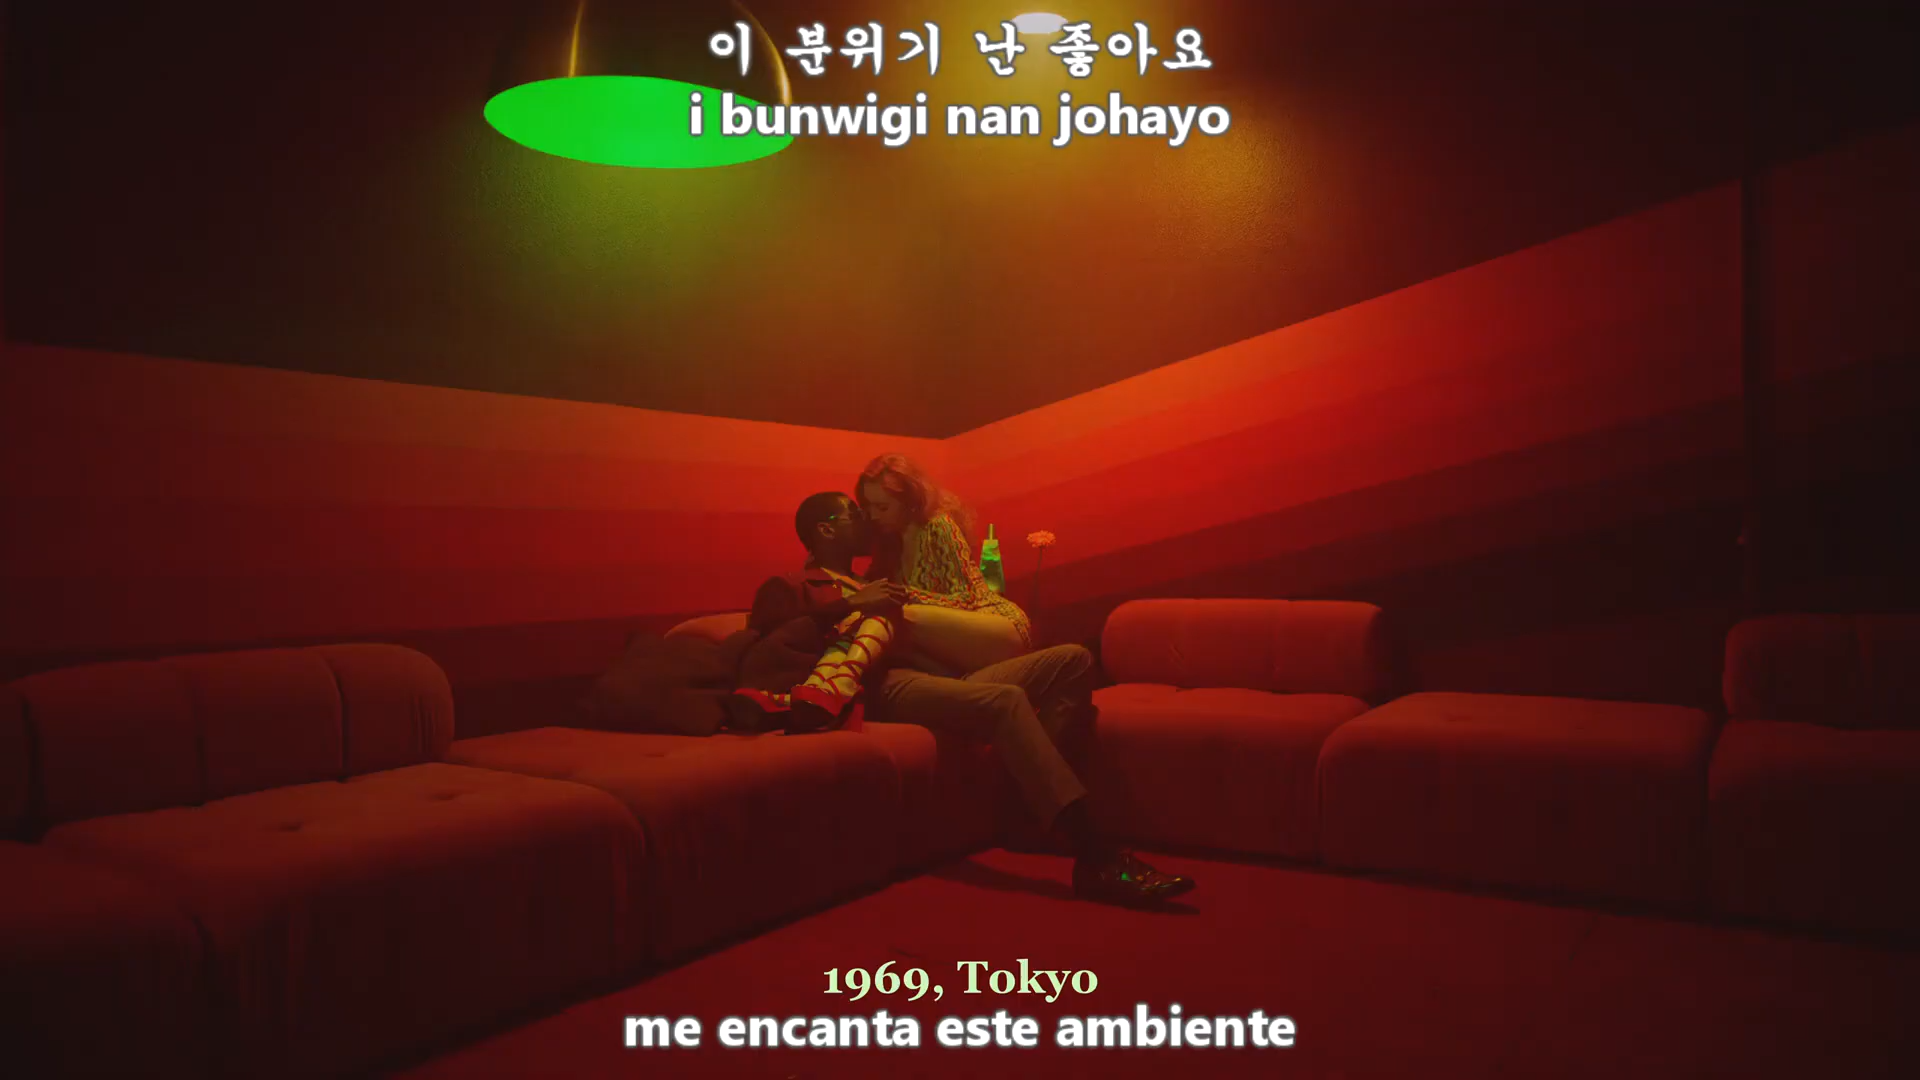 이 분위기 난 좋아요
i bunwigi nan johayo
1969, Tokyo
me encanta este ambiente